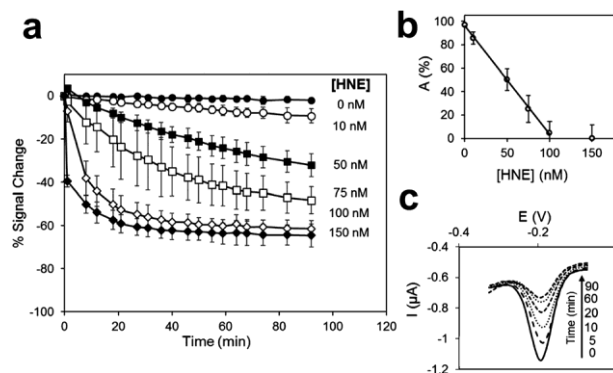 a
% Signal Change
20
0
-20
-40
-60
-80
-100
0
20
40
60
80
100
Time (min)
[HNE]
0 nM
10 nM
50 nM
75 nM
100 nM
150 nM
b
A (%)
100
80
60
40
20
0
0
50
100
150
[HNE] (nM)
c
E (V)
-0.4
-0.2
0
I (µA)
-0.4
-0.6
-0.8
-1
-1.2
Time (min)
90
60
20
10
5
0